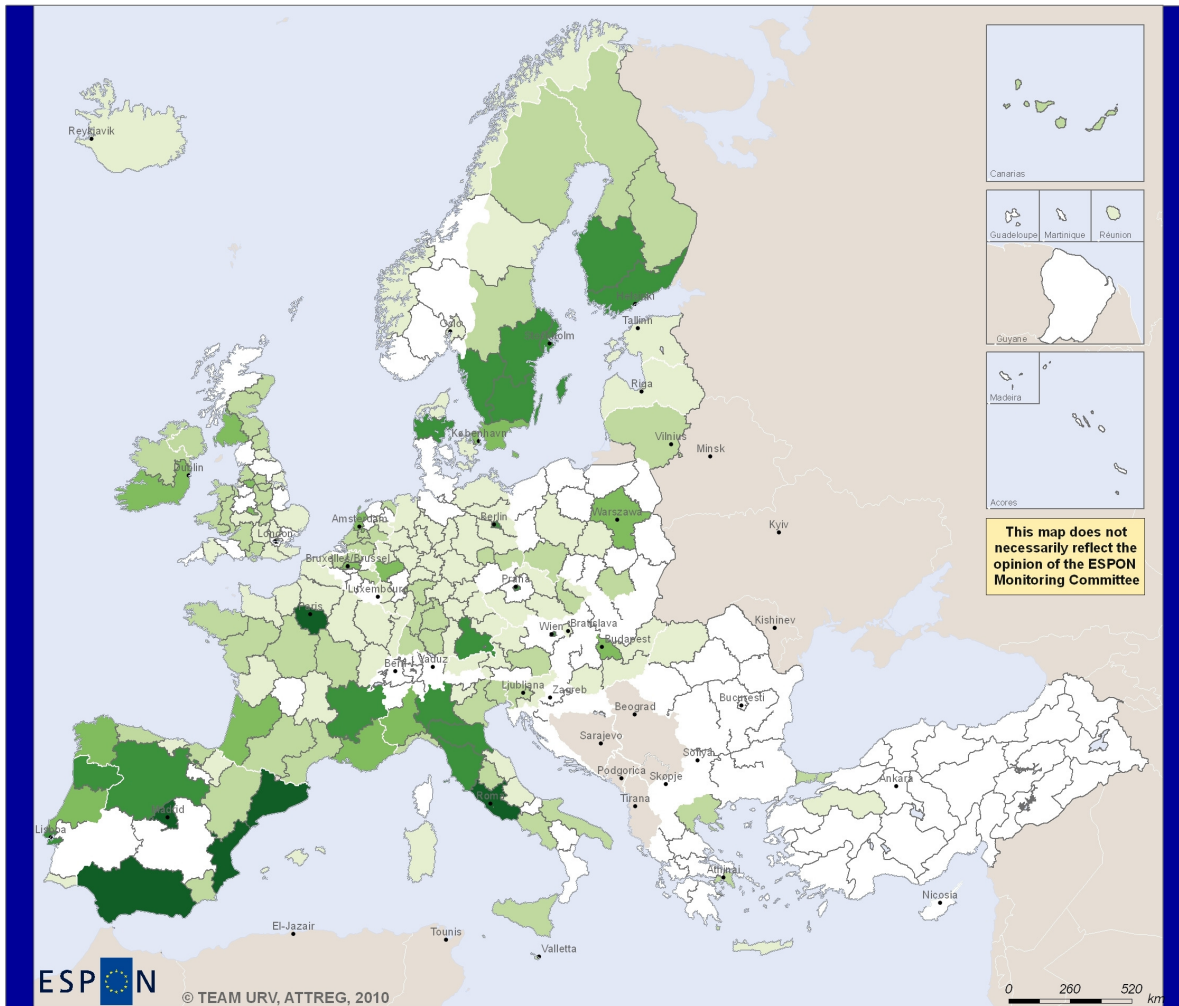 Reykjavik
Canarias
Guadeloupe
Martinique
Réunion
Guyane
Madeira
Acores
This map does not
necessarily reflect the
opinion of the ESPON
Monitoring Committee
Oslo
Helsinki
Tallinn
Stockholm
Riga
København
Vilnius
Minsk
Dublin
Amsterdam
Berlin
Warszawa
London
Kyiv
Bruxelles/Brussel
Luxembourg
Praha
Paris
Kishinev
Wien
Bratislava
Budapest
Bern
Vaduz
Ljubljana
Zagreb
Beograd
Bucuresti
Sarajevo
Sofiya
Podgorica
Skopje
Ankara
Roma
Tirana
Madrid
Lisboa
Athinai
Nicosia
El-Jazair
Tounis
Valletta
ESPON
© TEAM URV, ATTREG, 2010
0 260 520
km